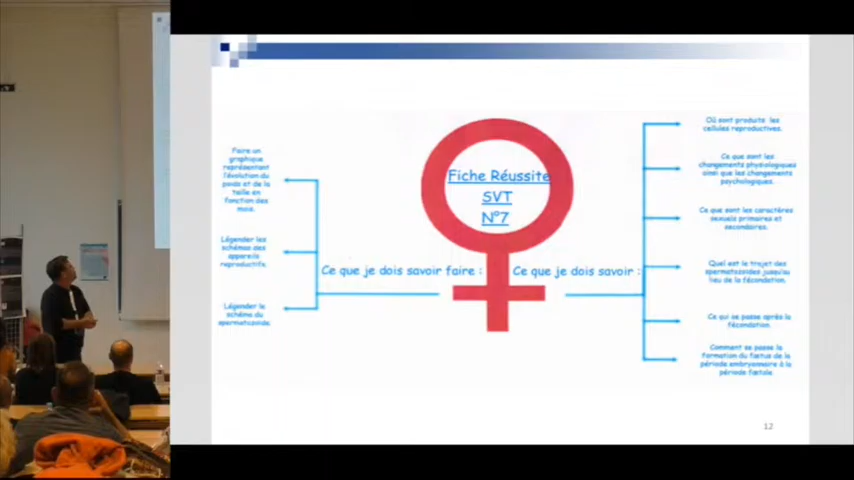 Fiche Réussite
SVT
N°7
Ce que je dois savoir faire :
Faire un
graphique
représentant
l'évolution du
poids et de la
taille en
fonction des
mois.
Légender les
schémas des
appareils
reproductifs.
Légender le
schéma du
spermatozoïde.
Ce que je dois savoir :
Où sont produits les
cellules reproductives.
Ce que sont les
changements physiologiques
ainsi que les changements
psychologiques.
Ce que sont les caractères
sexuels primaires et
secondaires.
Quel est le trajet des
spermatozoïdes jusqu'au
lieu de la fécondation.
Ce qui se passe après la
fécondation.
Comment se passe la
formation du fœtus de la
période embryonnaire à la
période fœtale.
12